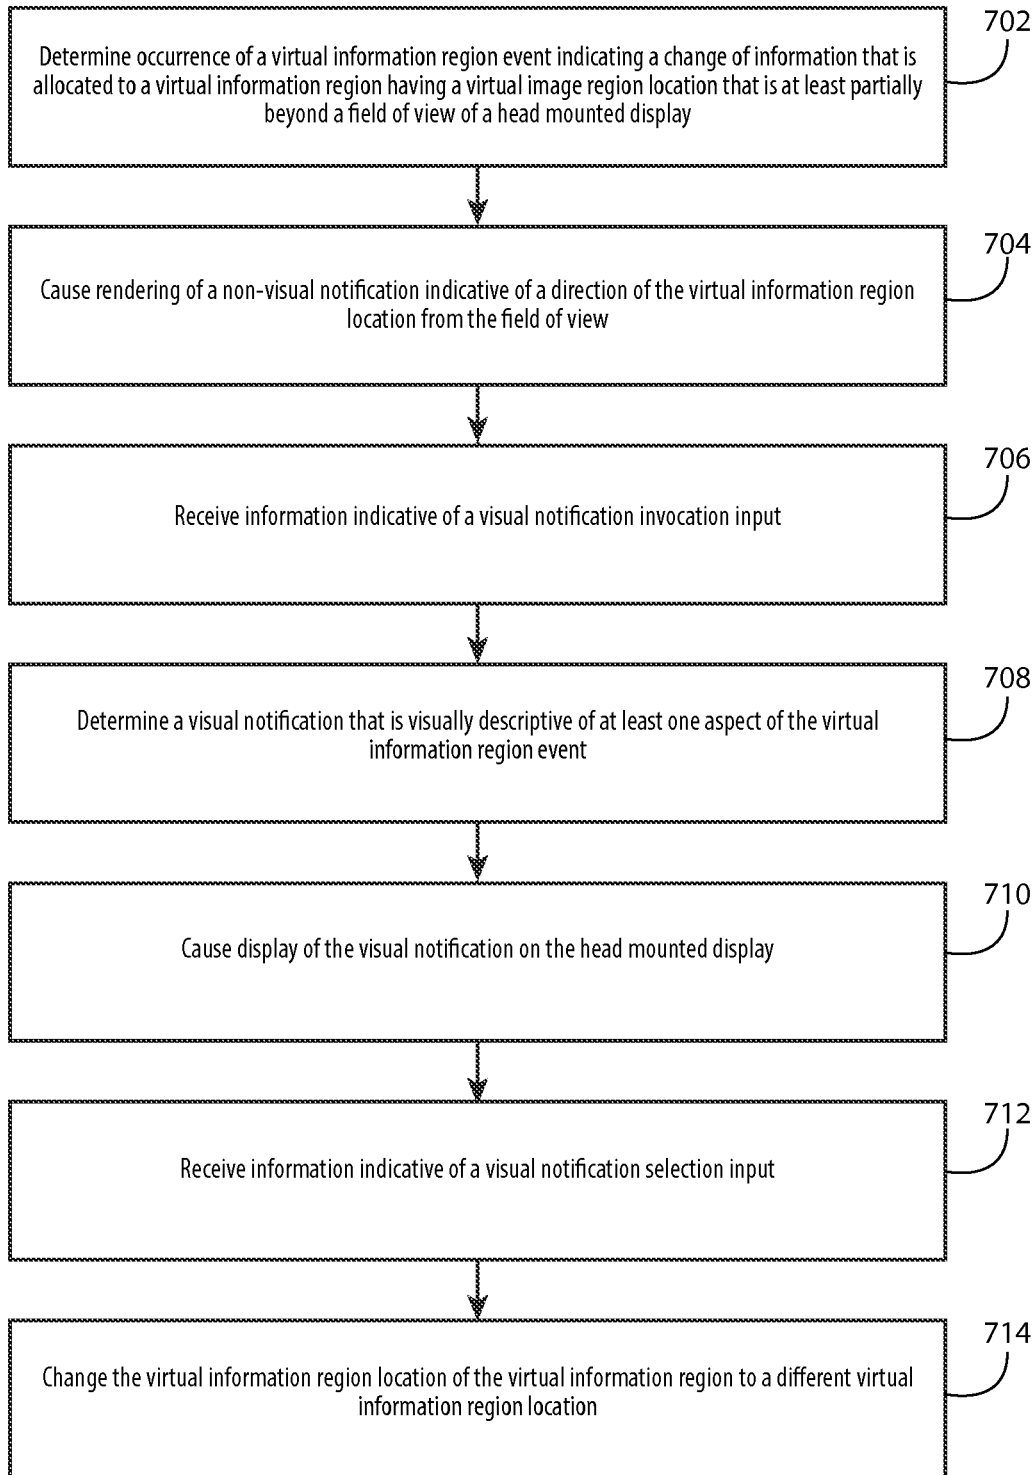 702
Determine occurrence of a virtual information region event indicating a change of information that is
allocated to a virtual information region having a virtual image region location that is at least partially
beyond a field of view of a head mounted display
704
Cause rendering of a non-visual notification indicative of a direction of the virtual information region
location from the field of view
706
Receive information indicative of a visual notification invocation input
708
Determine a visual notification that is visually descriptive of at least one aspect of the virtual
information region event
710
Cause display of the visual notification on the head mounted display
712
Receive information indicative of a visual notification selection input
714
Change the virtual information region location of the virtual information region to a different virtual
information region location